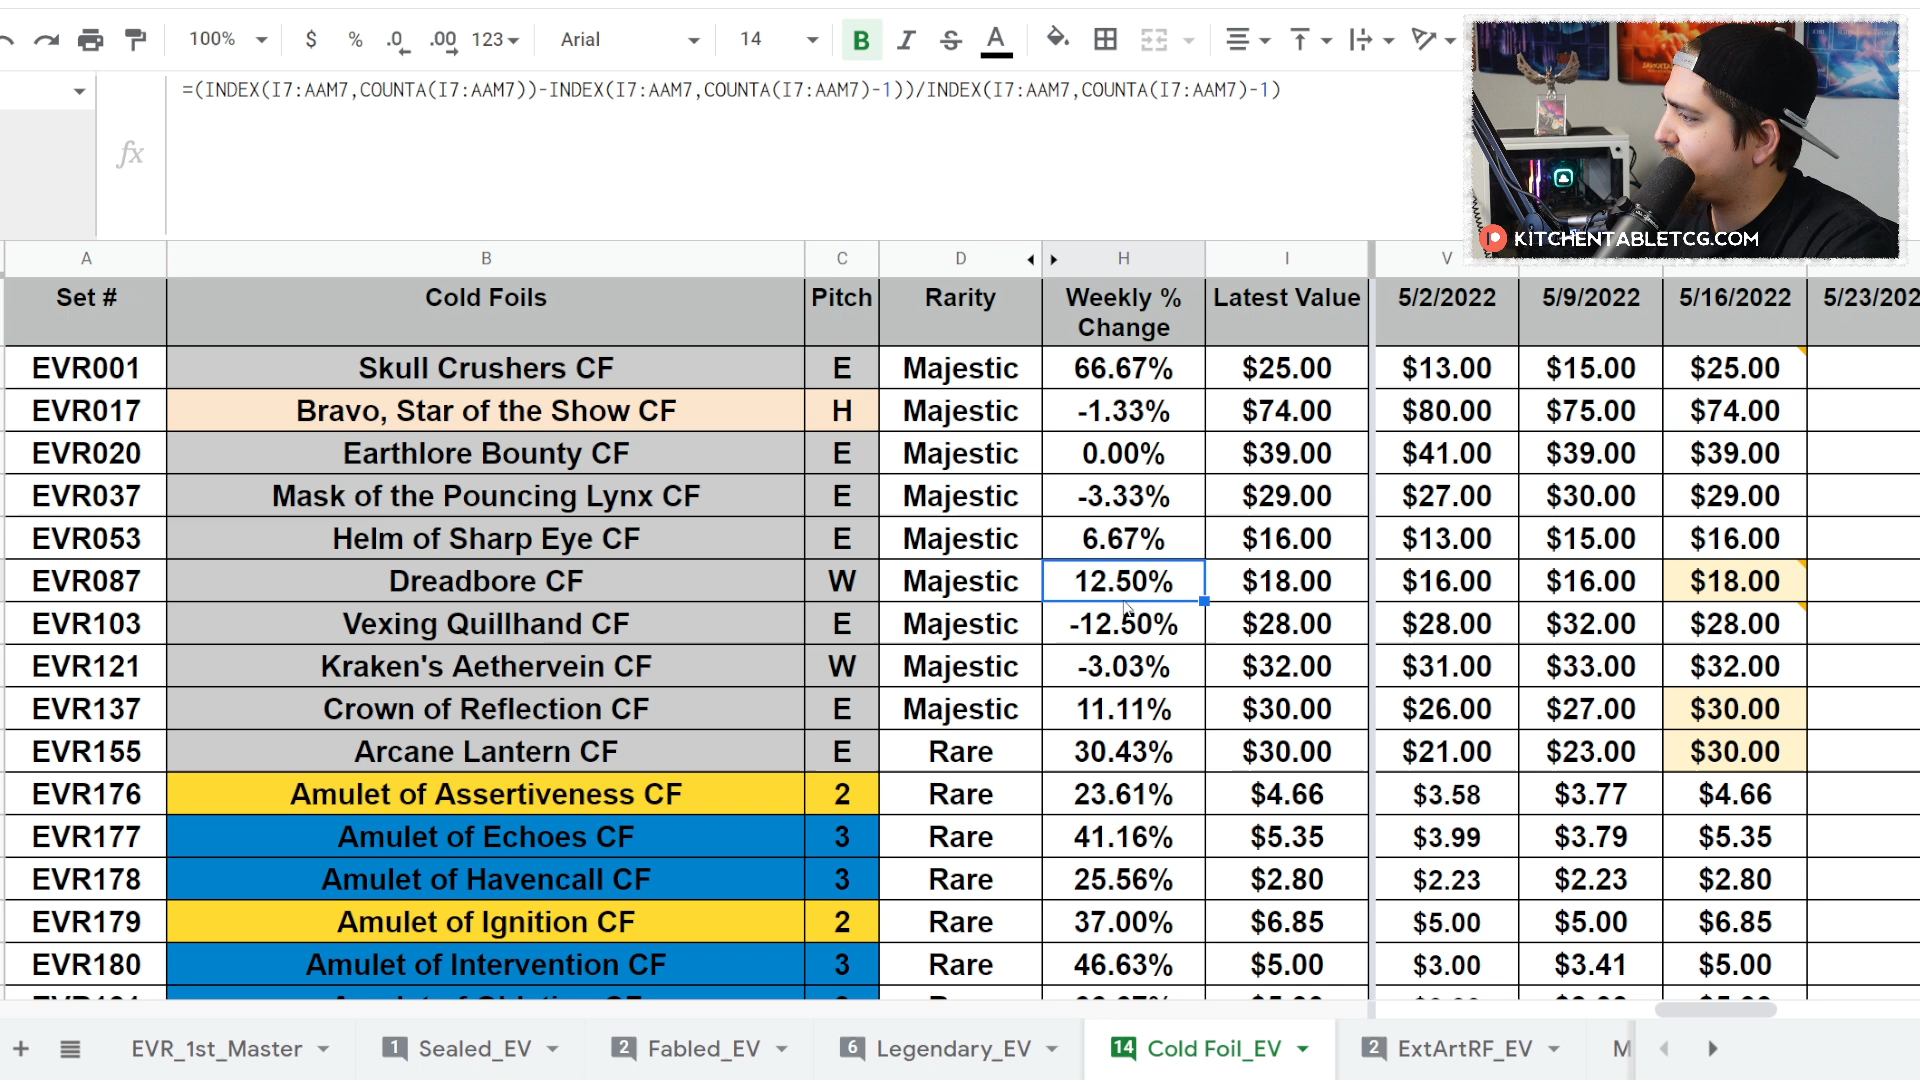 100% $ % .0 .00 123 Arial 14 B I S A
=(INDEX(I7:AAM7,COUNTA(I7:AAM7))-INDEX(I7:AAM7,COUNTA(I7:AAM7)-1))/INDEX(I7:AAM7,COUNTA(I7:AAM7)-1)
fx
KITCHENTABLETCG.COM
A B C D H I V
Set # Cold Foils Pitch Rarity Weekly % Change Latest Value 5/2/2022 5/9/2022 5/16/2022 5/23/202
EVR001 Skull Crushers CF E Majestic 66.67% $25.00 $13.00 $15.00 $25.00
EVR017 Bravo, Star of the Show CF H Majestic -1.33% $74.00 $80.00 $75.00 $74.00
EVR020 Earthlore Bounty CF E Majestic 0.00% $39.00 $41.00 $39.00 $39.00
EVR037 Mask of the Pouncing Lynx CF E Majestic -3.33% $29.00 $27.00 $30.00 $29.00
EVR053 Helm of Sharp Eye CF E Majestic 6.67% $16.00 $13.00 $15.00 $16.00
EVR087 Dreadbore CF W Majestic 12.50% $18.00 $16.00 $16.00 $18.00
EVR103 Vexing Quillhand CF E Majestic -12.50% $28.00 $28.00 $32.00 $28.00
EVR121 Kraken's Aethervein CF W Majestic -3.03% $32.00 $31.00 $33.00 $32.00
EVR137 Crown of Reflection CF E Majestic 11.11% $30.00 $26.00 $27.00 $30.00
EVR155 Arcane Lantern CF E Rare 30.43% $30.00 $21.00 $23.00 $30.00
EVR176 Amulet of Assertiveness CF 2 Rare 23.61% $4.66 $3.58 $3.77 $4.66
EVR177 Amulet of Echoes CF 3 Rare 41.16% $5.35 $3.99 $3.79 $5.35
EVR178 Amulet of Havencall CF 3 Rare 25.56% $2.80 $2.23 $2.23 $2.80
EVR179 Amulet of Ignition CF 2 Rare 37.00% $6.85 $5.00 $5.00 $6.85
EVR180 Amulet of Intervention CF 3 Rare 46.63% $5.00 $3.00 $3.41 $5.00
+ EVR_1st_Master 1 Sealed_EV 2 Fabled_EV 6 Legendary_EV 14 Cold Foil_EV 2 ExtArtRF_EV M